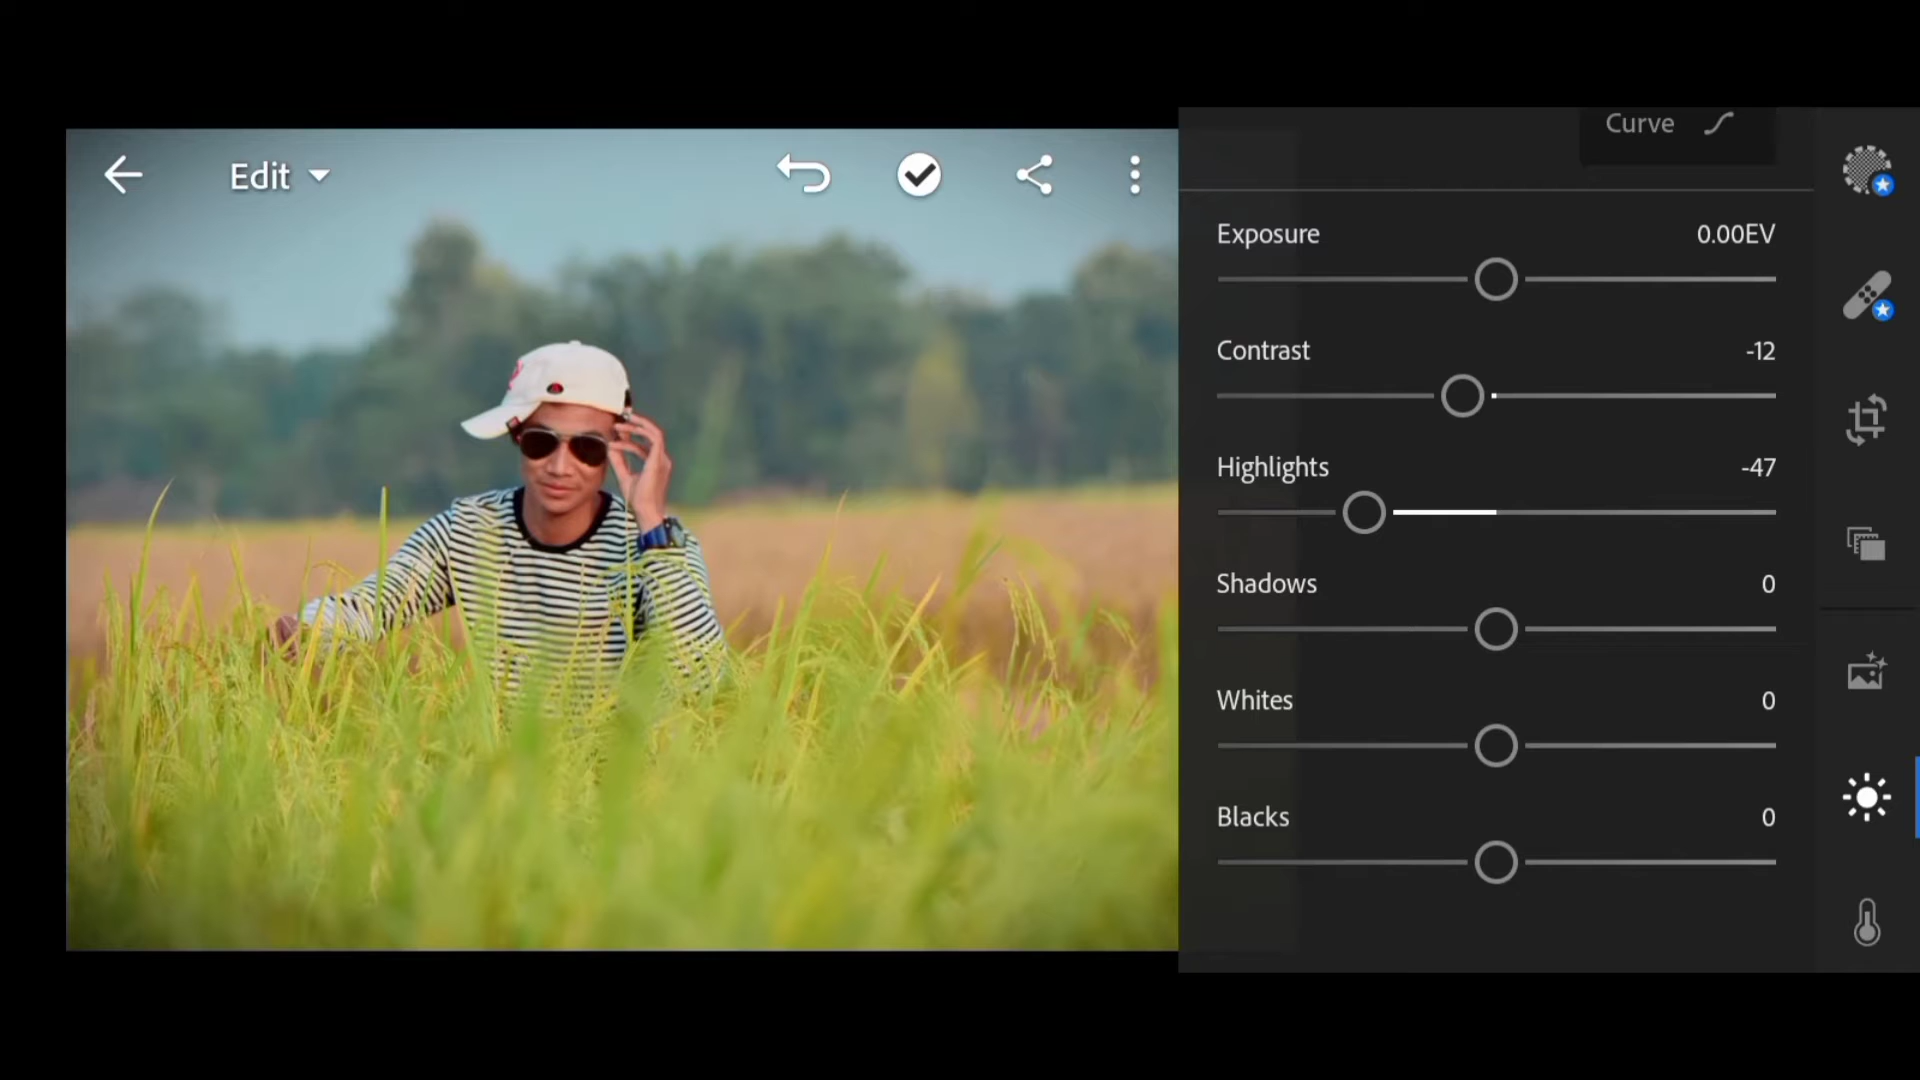 Edit
Curve
Exposure 0.00EV
Contrast -12
Highlights -47
Shadows 0
Whites 0
Blacks 0